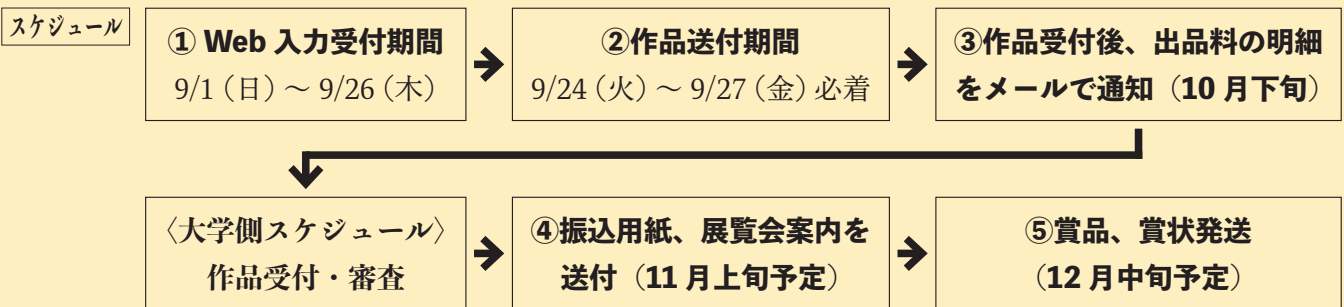 スケジュール
① Web 入力受付期間
9/1（日）～ 9/26（木）
②作品送付期間
9/24（火）～ 9/27（金）必着
③作品受付後、出品料の明細
をメールで通知（10 月下旬）
〈大学側スケジュール〉
作品受付・審査
④振込用紙、展覧会案内を
送付（11 月上旬予定）
⑤賞品、賞状発送
（12 月中旬予定）